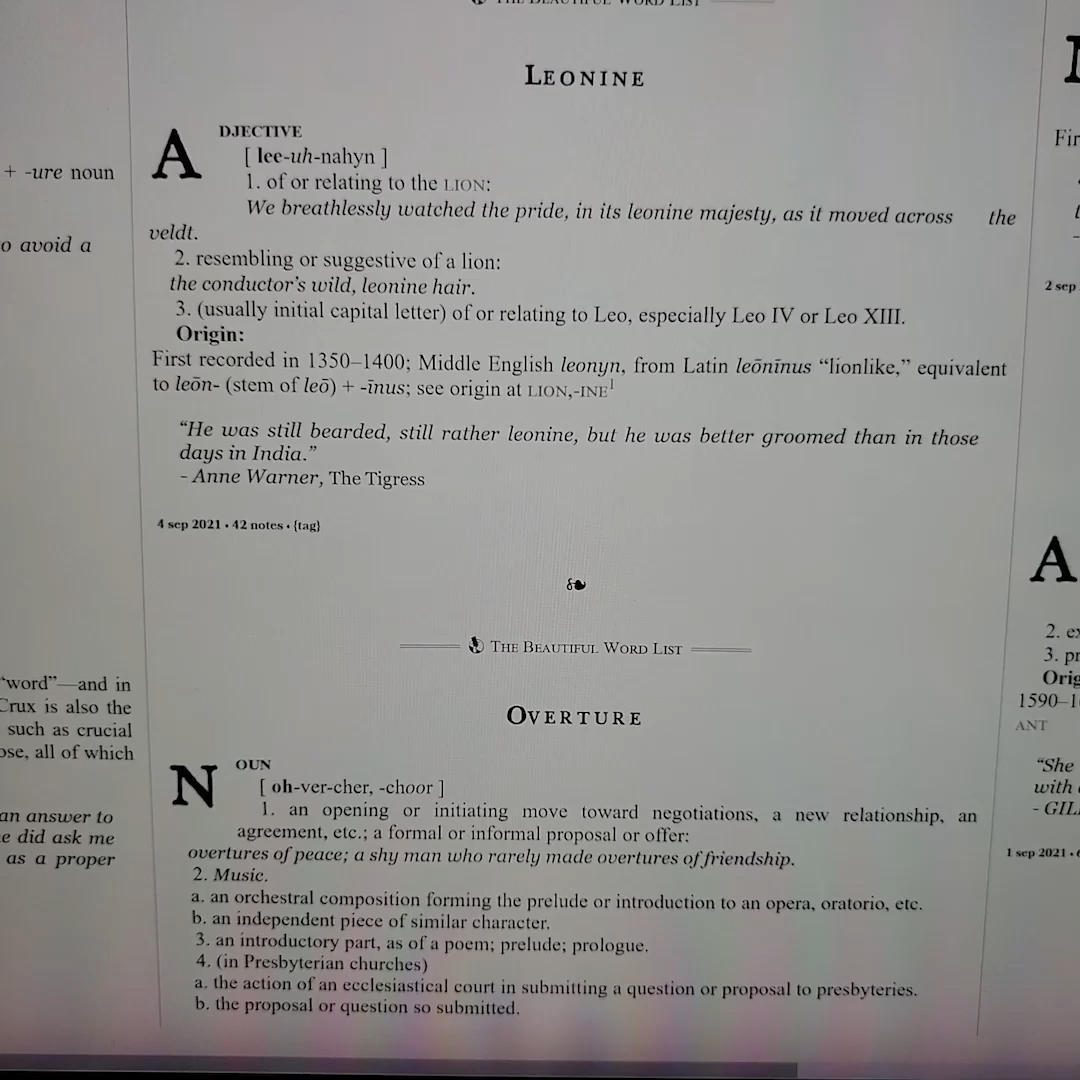 THE BEAUTIFUL WORD LIST
LEONINE
ADJECTIVE
[ lee-uh-nahyn ]
1. of or relating to the LION:
We breathlessly watched the pride, in its leonine majesty, as it moved across the
veldt.
2. resembling or suggestive of a lion:
the conductor's wild, leonine hair.
3. (usually initial capital letter) of or relating to Leo, especially Leo IV or Leo XIII.
Origin:
First recorded in 1350–1400; Middle English leonyn, from Latin leōnīnus “lionlike,” equivalent
to leōn- (stem of leō) + -īnus; see origin at LION,-INE¹
“He was still bearded, still rather leonine, but he was better groomed than in those
days in India.”
- Anne Warner, The Tigress
4 sep 2021 • 42 notes • {tag}
THE BEAUTIFUL WORD LIST
OVERTURE
NOUN
[ oh-ver-cher, -choor ]
1. an opening or initiating move toward negotiations, a new relationship, an
agreement, etc.; a formal or informal proposal or offer:
overtures of peace; a shy man who rarely made overtures of friendship.
2. Music.
a. an orchestral composition forming the prelude or introduction to an opera, oratorio, etc.
b. an independent piece of similar character.
3. an introductory part, as of a poem; prelude; prologue.
4. (in Presbyterian churches)
a. the action of an ecclesiastical court in submitting a question or proposal to presbyteries.
b. the proposal or question so submitted.
+ -ure noun
o avoid a
“word”—and in
Crux is also the
such as crucial
ose, all of which
an answer to
e did ask me
as a proper
2 sep
A
2. ex
3. pr
Orig
ANT
“She
with
- GIL
1 sep 2021 •